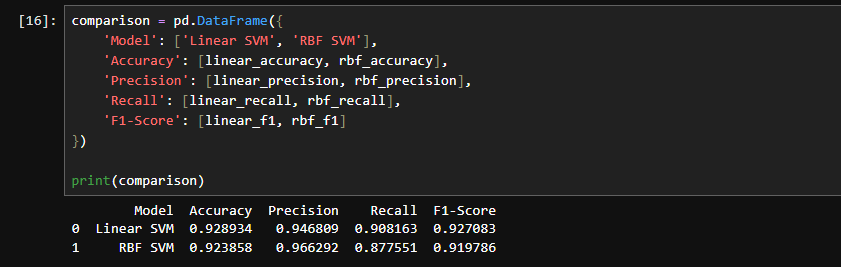 [16]: comparison = pd.DataFrame({
    'Model': ['Linear SVM', 'RBF SVM'],
    'Accuracy': [linear_accuracy, rbf_accuracy],
    'Precision': [linear_precision, rbf_precision],
    'Recall': [linear_recall, rbf_recall],
    'F1-Score': [linear_f1, rbf_f1]
})

print(comparison)
        Model  Accuracy  Precision    Recall  F1-Score
0  Linear SVM  0.928934   0.946809  0.908163  0.927083
1     RBF SVM  0.923858   0.966292  0.877551  0.919786